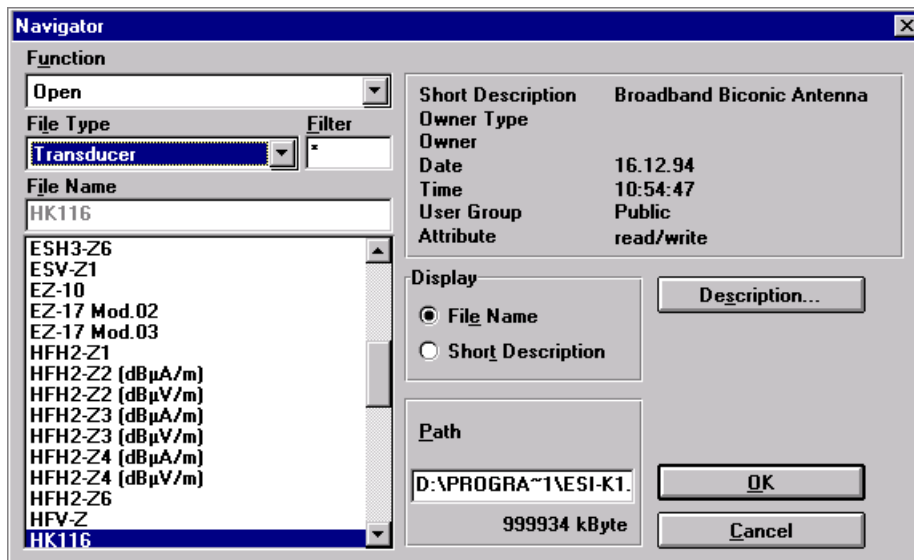 Navigator
Function
Open
File Type
Filter
Transducer
*
File Name
HK116
ESH3-Z6
ESV-Z1
EZ-10
EZ-17 Mod.02
EZ-17 Mod.03
HFH2-Z1
HFH2-Z2 (dBµA/m)
HFH2-Z2 (dBµV/m)
HFH2-Z3 (dBµA/m)
HFH2-Z3 (dBµV/m)
HFH2-Z4 (dBµA/m)
HFH2-Z4 (dBµV/m)
HFH2-Z6
HFV-Z
HK116
Short Description Broadband Biconic Antenna
Owner Type
Owner
Date 16.12.94
Time 10:54:47
User Group Public
Attribute read/write
Display
File Name
Short Description
Description...
Path
D:\PROGRA~1\ESI-K1.
999934 kByte
OK
Cancel